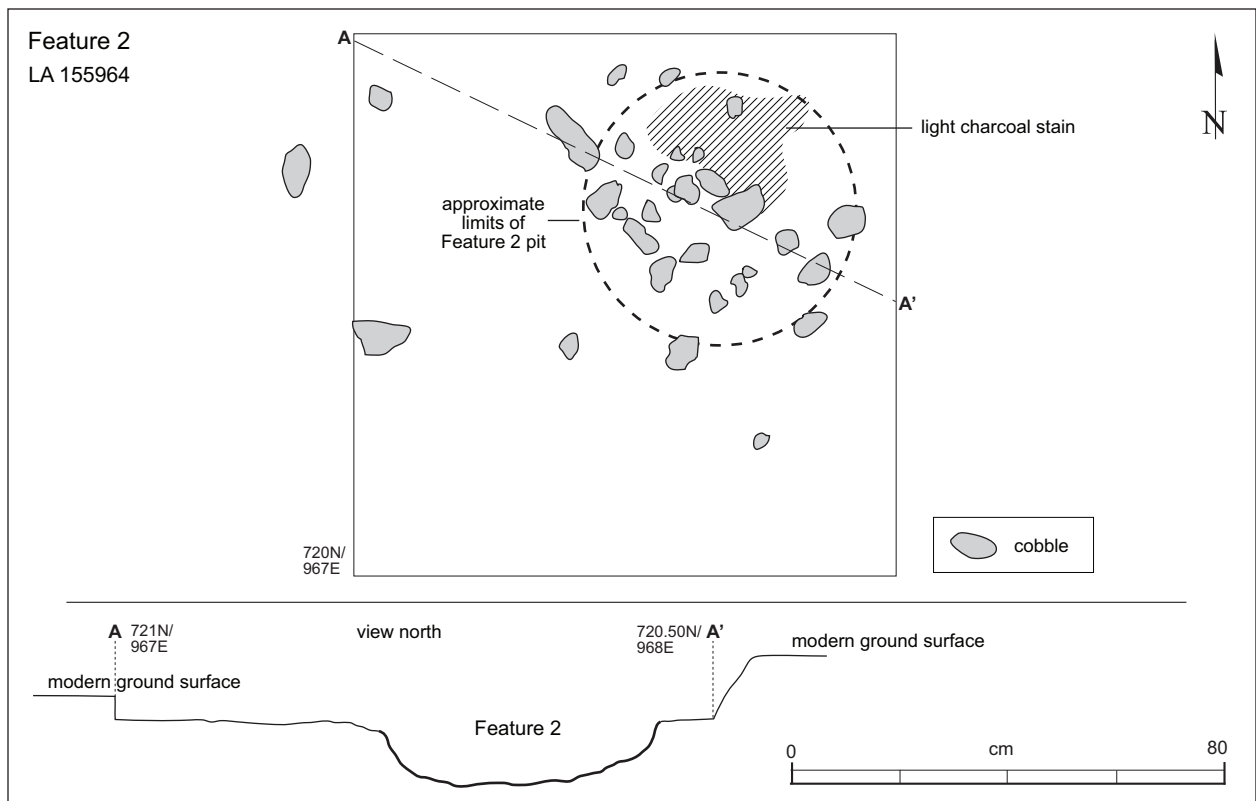 Feature 2
LA 155964
A
N
light charcoal stain
approximate
limits of
Feature 2 pit
A’
720N/
967E
cobble
A 721N/
967E
view north
720.50N/ A’
968E
modern ground surface
modern ground surface
Feature 2
0 cm 80